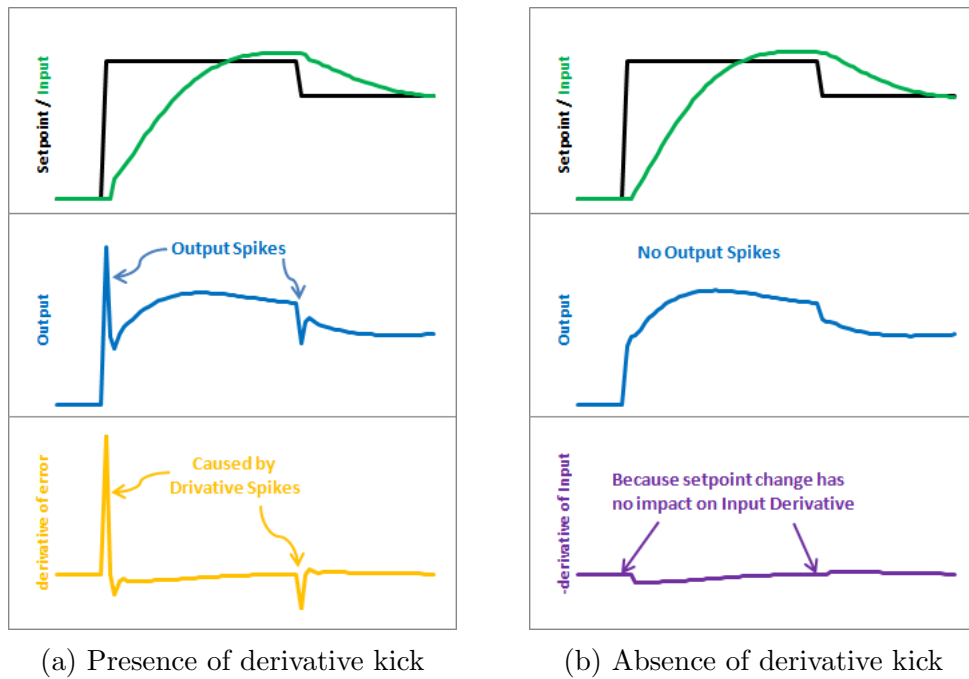 Setpoint / Input
Output Spikes
Output
Caused by
Drivative Spikes
derivative of error
(a) Presence of derivative kick
Setpoint / Input
No Output Spikes
Output
Because setpoint change has
no impact on Input Derivative
-derivative of Input
(b) Absence of derivative kick